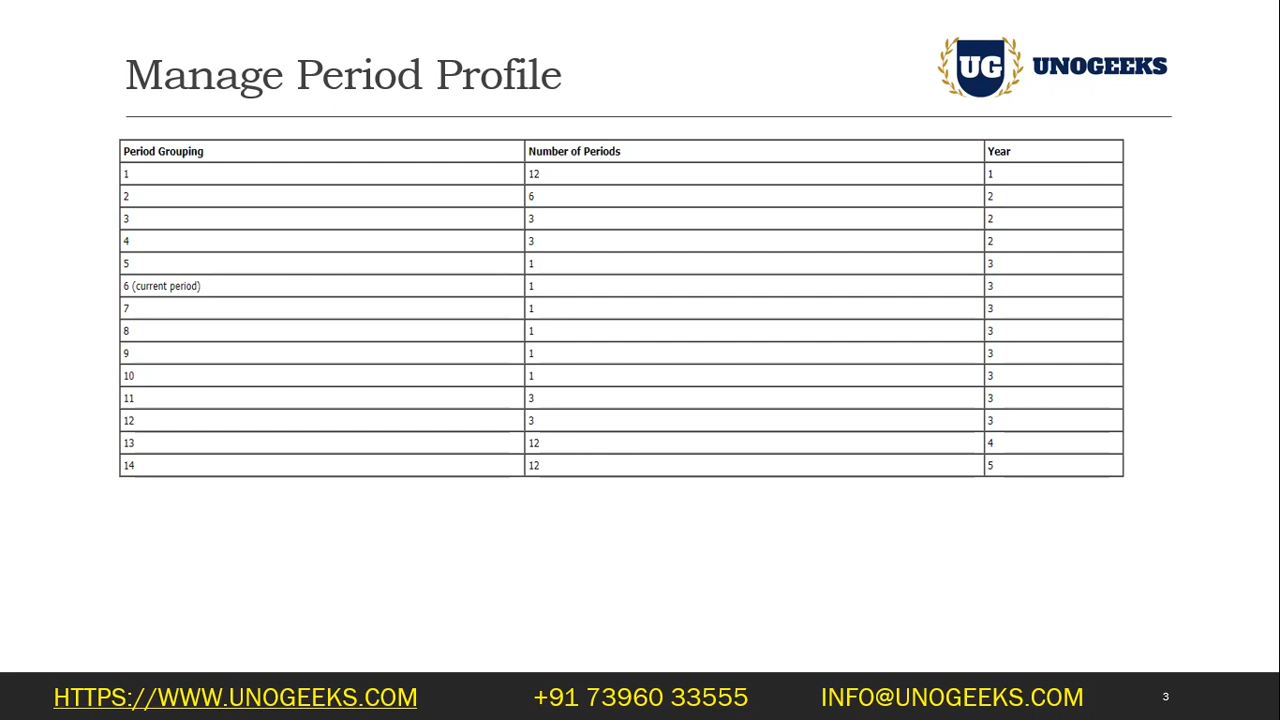 Manage Period Profile
UG UNOGEEKS
Period Grouping Number of Periods Year
1 12 1
2 6 2
3 3 2
4 3 2
5 1 3
6 (current period) 1 3
7 1 3
8 1 3
9 1 3
10 1 3
11 3 3
12 3 3
13 12 4
14 12 5
HTTPS://WWW.UNOGEEKS.COM +91 73960 33555 INFO@UNOGEEKS.COM 3